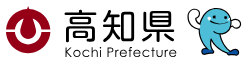 高知県
Kochi Prefecture